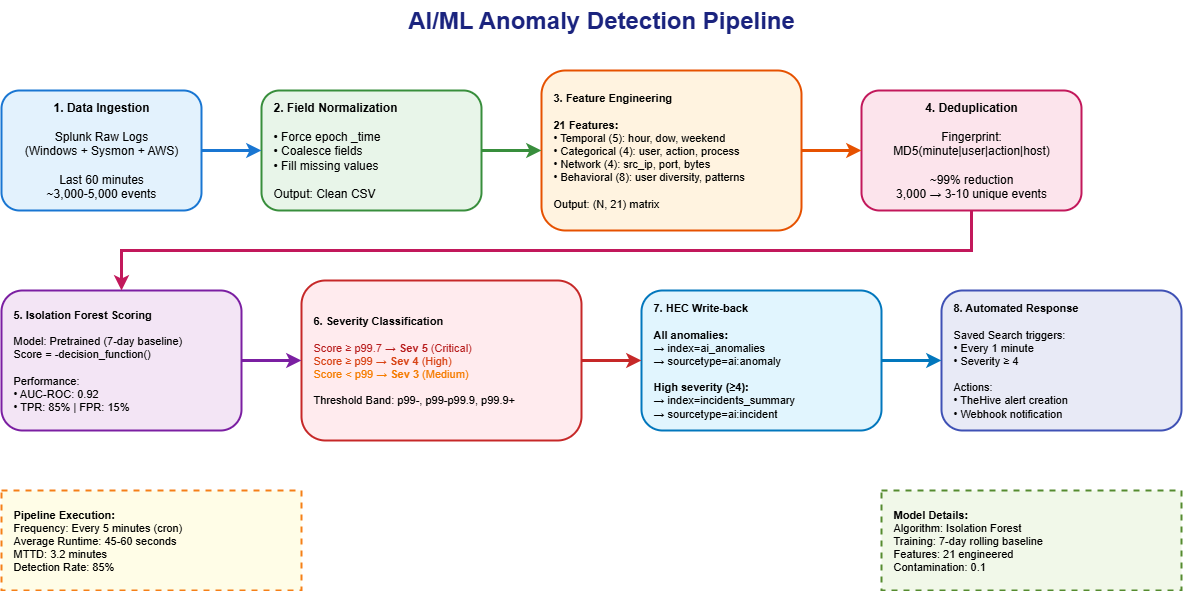 AI/ML Anomaly Detection Pipeline
1. Data Ingestion
Splunk Raw Logs
(Windows + Sysmon + AWS)
Last 60 minutes
~3,000-5,000 events
2. Field Normalization
• Force epoch _time
• Coalesce fields
• Fill missing values
Output: Clean CSV
3. Feature Engineering
21 Features:
• Temporal (5): hour, dow, weekend
• Categorical (4): user, action, process
• Network (4): src_ip, port, bytes
• Behavioral (8): user diversity, patterns
Output: (N, 21) matrix
4. Deduplication
Fingerprint:
MD5(minute|user|action|host)
~99% reduction
3,000 → 3-10 unique events
5. Isolation Forest Scoring
Model: Pretrained (7-day baseline)
Score = -decision_function()
Performance:
• AUC-ROC: 0.92
• TPR: 85% | FPR: 15%
6. Severity Classification
Score ≥ p99.7 → Sev 5 (Critical)
Score ≥ p99 → Sev 4 (High)
Score < p99 → Sev 3 (Medium)
Threshold Band: p99-, p99-p99.9, p99.9+
7. HEC Write-back
All anomalies:
→ index=ai_anomalies
→ sourcetype=ai:anomaly
High severity (≥4):
→ index=incidents_summary
→ sourcetype=ai:incident
8. Automated Response
Saved Search triggers:
• Every 1 minute
• Severity ≥ 4
Actions:
• TheHive alert creation
• Webhook notification
Pipeline Execution:
Frequency: Every 5 minutes (cron)
Average Runtime: 45-60 seconds
MTTD: 3.2 minutes
Detection Rate: 85%
Model Details:
Algorithm: Isolation Forest
Training: 7-day rolling baseline
Features: 21 engineered
Contamination: 0.1